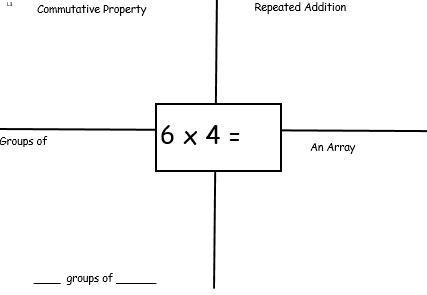 Commutative Property
Repeated Addition
6 x 4 =
Groups of
An Array
____ groups of ______